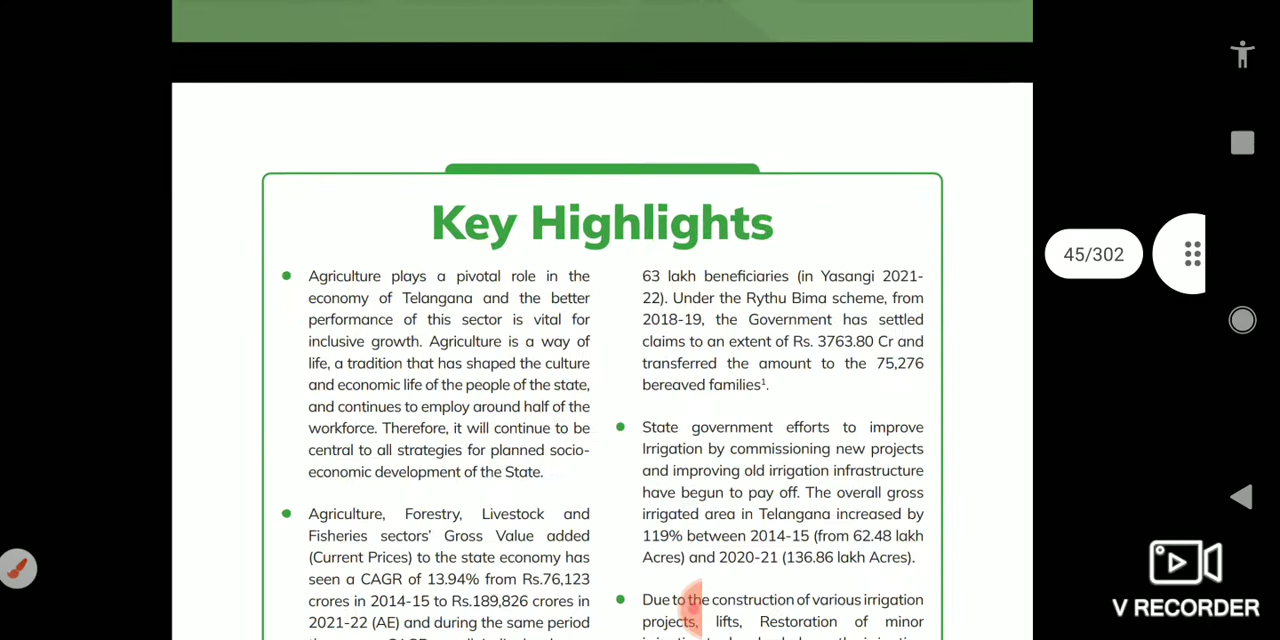 Key Highlights
Agriculture plays a pivotal role in the
economy of Telangana and the better
performance of this sector is vital for
inclusive growth. Agriculture is a way of
life, a tradition that has shaped the culture
and economic life of the people of the state,
and continues to employ around half of the
workforce. Therefore, it will continue to be
central to all strategies for planned socio-
economic development of the State.
Agriculture, Forestry, Livestock and
Fisheries sectors' Gross Value added
(Current Prices) to the state economy has
seen a CAGR of 13.94% from Rs.76,123
crores in 2014-15 to Rs.189,826 crores in
2021-22 (AE) and during the same period
63 lakh beneficiaries (in Yasangi 2021-
22). Under the Rythu Bima scheme, from
2018-19, the Government has settled
claims to an extent of Rs. 3763.80 Cr and
transferred the amount to the 75,276
bereaved families¹.
State government efforts to improve
Irrigation by commissioning new projects
and improving old irrigation infrastructure
have begun to pay off. The overall gross
irrigated area in Telangana increased by
119% between 2014-15 (from 62.48 lakh
Acres) and 2020-21 (136.86 lakh Acres).
Due to the construction of various irrigation
projects, lifts, Restoration of minor
45/302
V RECORDER